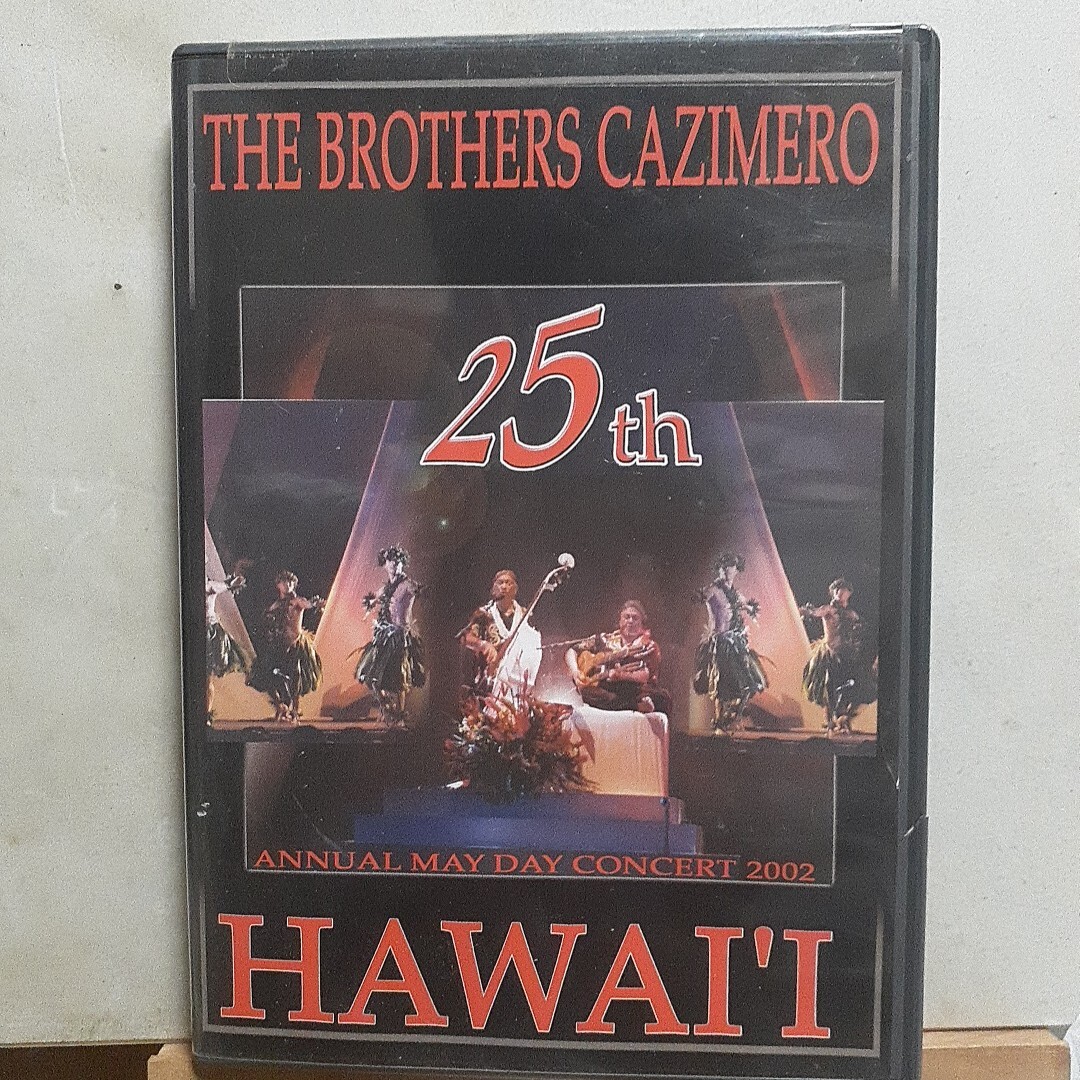 THE BROTHERS CAZIMERO
25th
ANNUAL MAY DAY CONCERT 2002
HAWAI'I